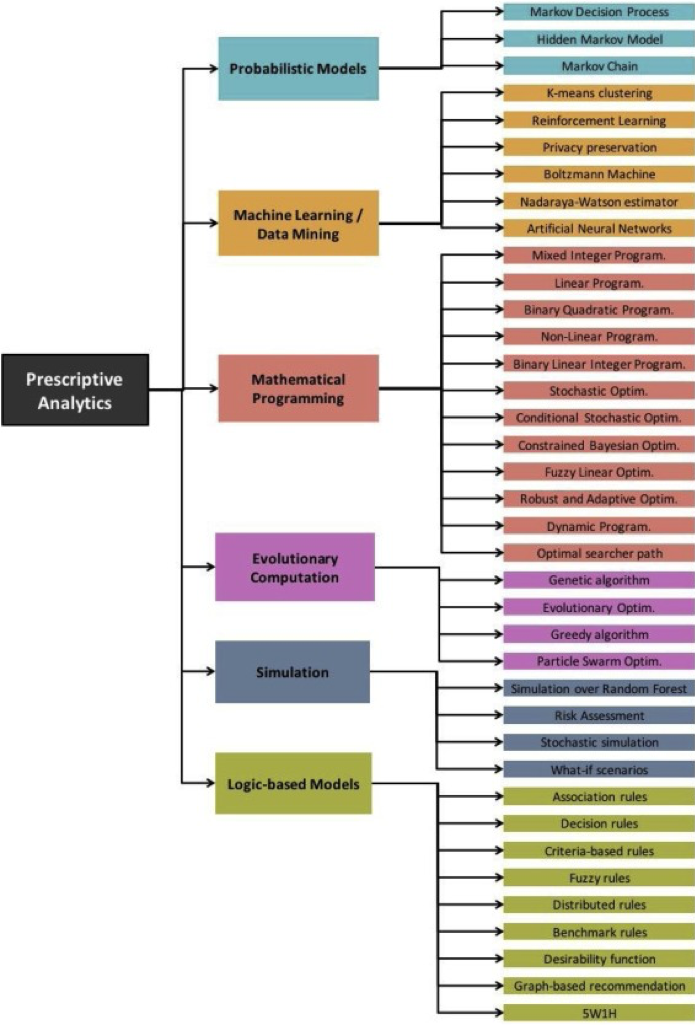 Prescriptive
Analytics
Probabilistic Models
Markov Decision Process
Hidden Markov Model
Markov Chain
Machine Learning /
Data Mining
K-means clustering
Reinforcement Learning
Privacy preservation
Boltzmann Machine
Nadaraya-Watson estimator
Artificial Neural Networks
Mathematical
Programming
Mixed Integer Program.
Linear Program.
Binary Quadratic Program.
Non-Linear Program.
Binary Linear Integer Program.
Stochastic Optim.
Conditional Stochastic Optim.
Constrained Bayesian Optim.
Fuzzy Linear Optim.
Robust and Adaptive Optim.
Dynamic Program.
Optimal searcher path
Evolutionary
Computation
Genetic algorithm
Evolutionary Optim.
Greedy algorithm
Particle Swarm Optim.
Simulation
Simulation over Random Forest
Risk Assessment
Stochastic simulation
What-if scenarios
Logic-based Models
Association rules
Decision rules
Criteria-based rules
Fuzzy rules
Distributed rules
Benchmark rules
Desirability function
Graph-based recommendation
5W1H